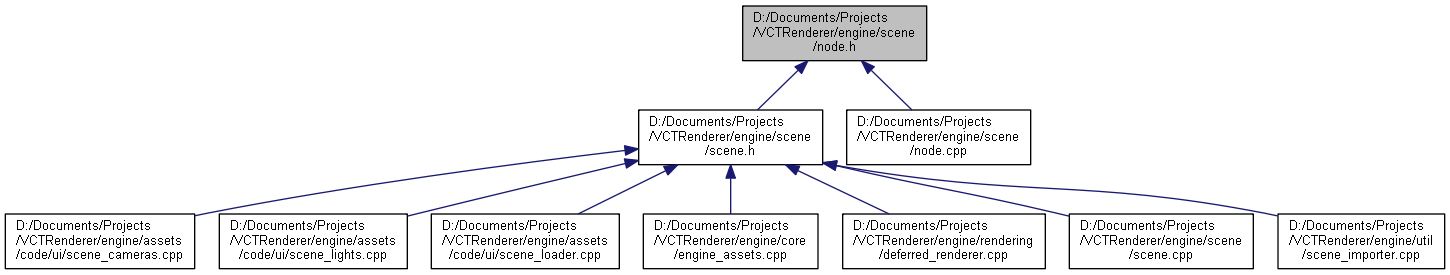 D:/Documents/Projects
/VCTRenderer/engine/scene
/node.h
D:/Documents/Projects
/VCTRenderer/engine/scene
/scene.h
D:/Documents/Projects
/VCTRenderer/engine/scene
/node.cpp
D:/Documents/Projects
/VCTRenderer/engine/assets
/code/ui/scene_cameras.cpp
D:/Documents/Projects
/VCTRenderer/engine/assets
/code/ui/scene_lights.cpp
D:/Documents/Projects
/VCTRenderer/engine/assets
/code/ui/scene_loader.cpp
D:/Documents/Projects
/VCTRenderer/engine/core
/engine_assets.cpp
D:/Documents/Projects
/VCTRenderer/engine/rendering
/deferred_renderer.cpp
D:/Documents/Projects
/VCTRenderer/engine/scene
/scene.cpp
D:/Documents/Projects
/VCTRenderer/engine/util
/scene_importer.cpp